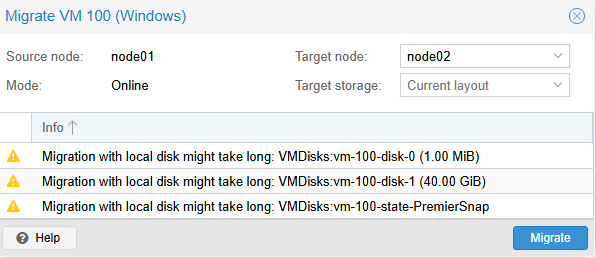 Migrate VM 100 (Windows)
Source node: node01 Target node: node02
Mode: Online Target storage: Current layout
Info
Migration with local disk might take long: VMDisks:vm-100-disk-0 (1.00 MiB)
Migration with local disk might take long: VMDisks:vm-100-disk-1 (40.00 GiB)
Migration with local disk might take long: VMDisks:vm-100-state-PremierSnap
Help Migrate